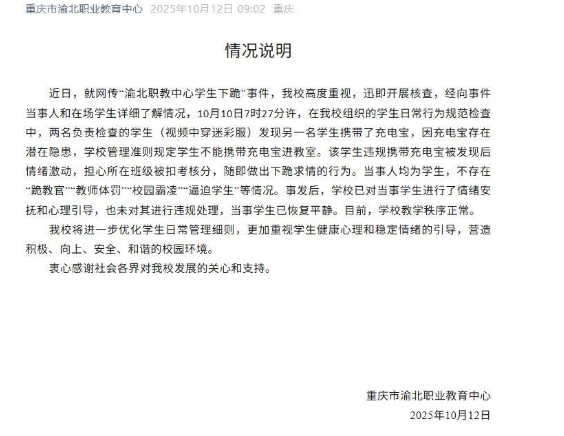 重庆市渝北职业教育中心 2025年10月12日 09:02 重庆
情况说明
近日，就网传“渝北职教中心学生下跪”事件，我校高度重视，迅即开展核查，经向事件
当事人和在场学生详细了解情况，10月10日7时27分许，在我校组织的学生日常行为规范检查
中，两名负责检查的学生（视频中穿迷彩服）发现另一名学生携带了充电宝，因充电宝存在
潜在隐患，学校管理准则规定学生不能携带充电宝进教室。该学生违规携带充电宝被发现后
情绪激动，担心所在班级被扣考核分，随即做出下跪求情的行为。当事人均为学生，不存在
“跪教官”“教师体罚”“校园霸凌”“逼迫学生”等情况。事发后，学校已对当事学生进行了情绪安
抚和心理引导，也未对其进行违规处理，当事学生已恢复平静。目前，学校教学秩序正常。
我校将进一步优化学生日常管理细则，更加重视学生健康心理和稳定情绪的引导，营造
积极、向上、安全、和谐的校园环境。
衷心感谢社会各界对我校发展的关心和支持。
重庆市渝北职业教育中心
2025年10月12日